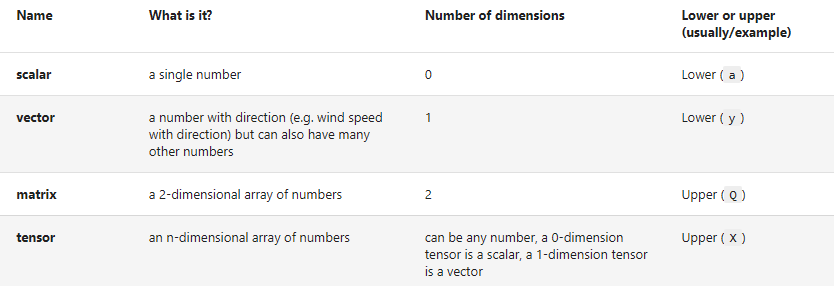 Name What is it? Number of dimensions Lower or upper
(usually/example)
scalar a single number 0 Lower ( a )
vector a number with direction (e.g. wind speed 1 Lower ( y )
with direction) but can also have many
other numbers
matrix a 2-dimensional array of numbers 2 Upper ( Q )
tensor an n-dimensional array of numbers can be any number, a 0-dimension Upper ( X )
tensor is a scalar, a 1-dimension tensor
is a vector